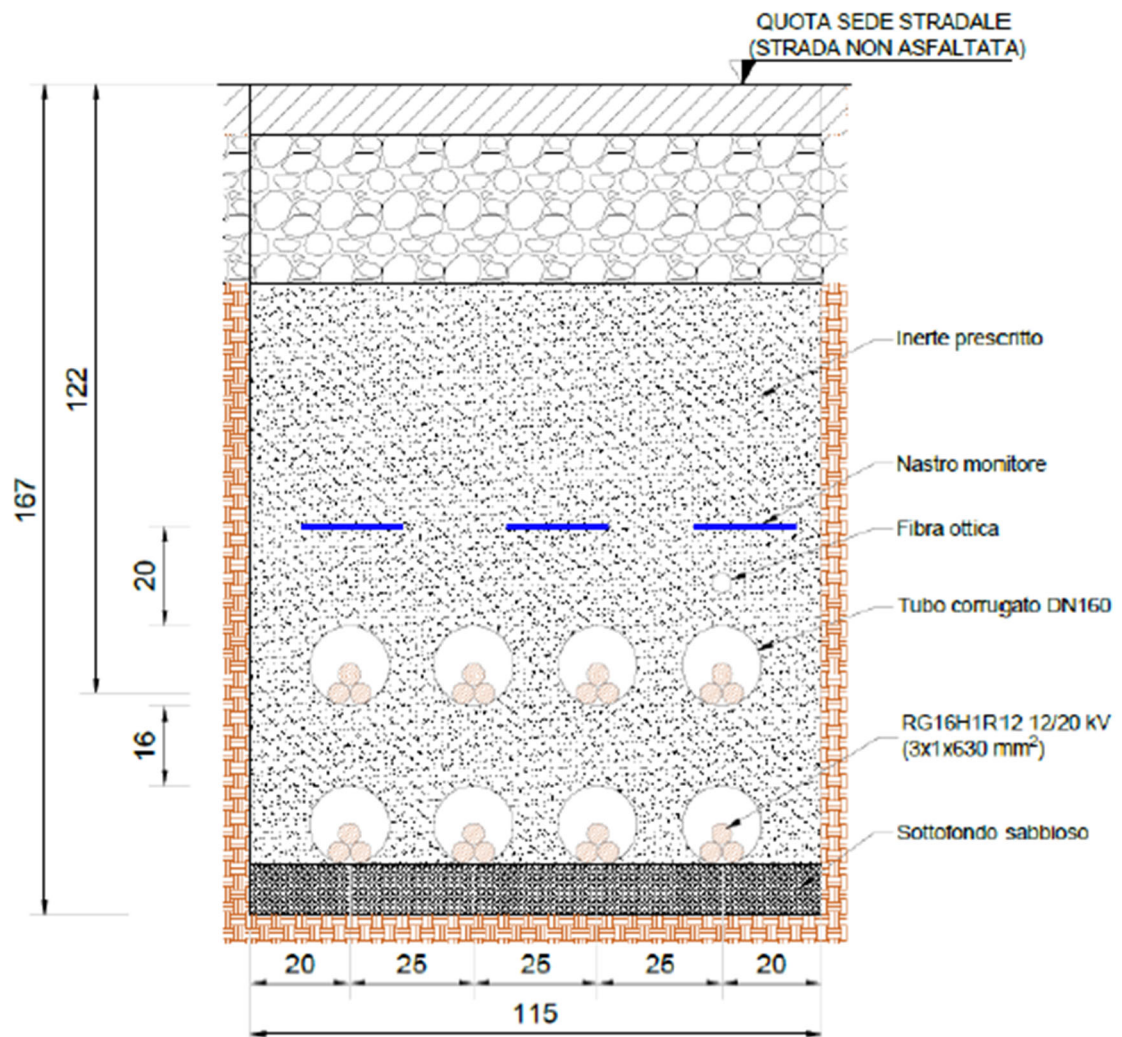 QUOTA SEDE STRADALE
(STRADA NON ASFALTATA)
167
122
20
16
Inerte prescritto
Nastro monitore
Fibra ottica
Tubo corrugato DN160
RG16H1R12 12/20 kV
(3x1x630 mm²)
Sottofondo sabbioso
20 25 25 25 20
115